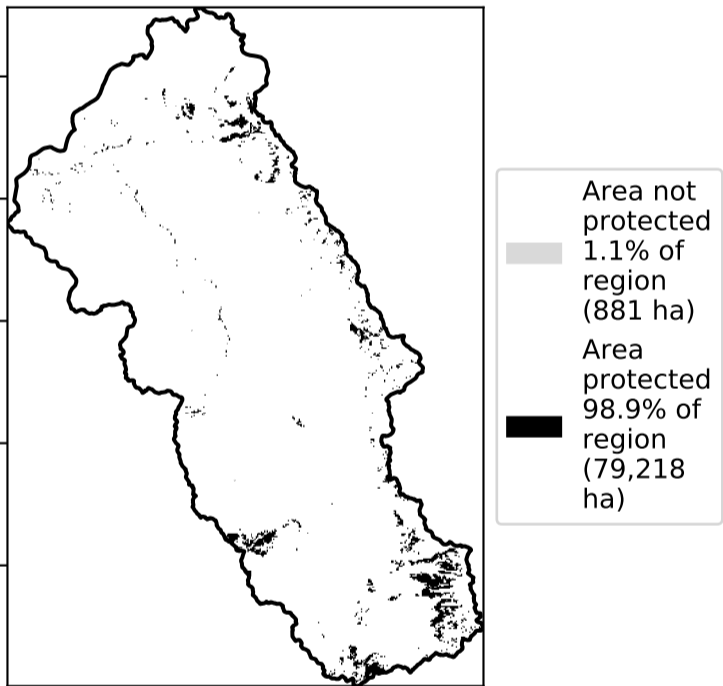 Area not
protected
1.1% of
region
(881 ha)
Area
protected
98.9% of
region
(79,218
ha)